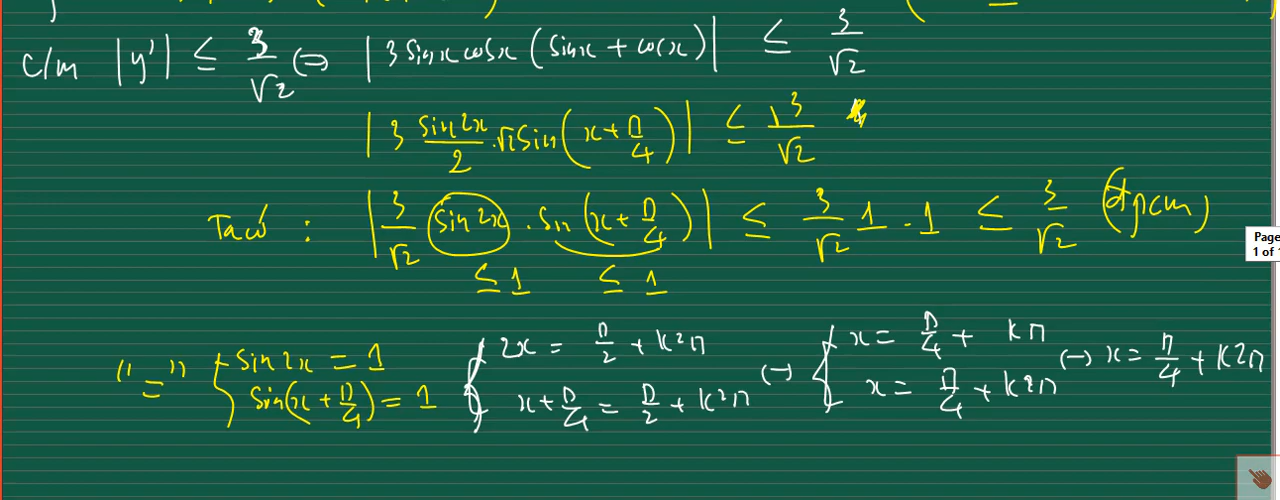 c/m |y'| ≤ 3/√2 ⇔ |3 sinx cosx (sinx + cosx)| ≤ 3/√2
|3 sin2x/2 . √2 sin(x + π/4)| ≤ 3/√2
Ta có : |3/√2 sin2x . sin(x + π/4)| ≤ 3/√2 1 . 1 ≤ 3/√2 (đpcm)
≤ 1 ≤ 1
"=" { sin2x = 1 { 2x = π/2 + k2π ⇔ { x = π/4 + kπ ⇔ x = π/4 + k2π
sin(x + π/4) = 1 x + π/4 = π/2 + k2π x = π/4 + k2π
Page
1 of 1